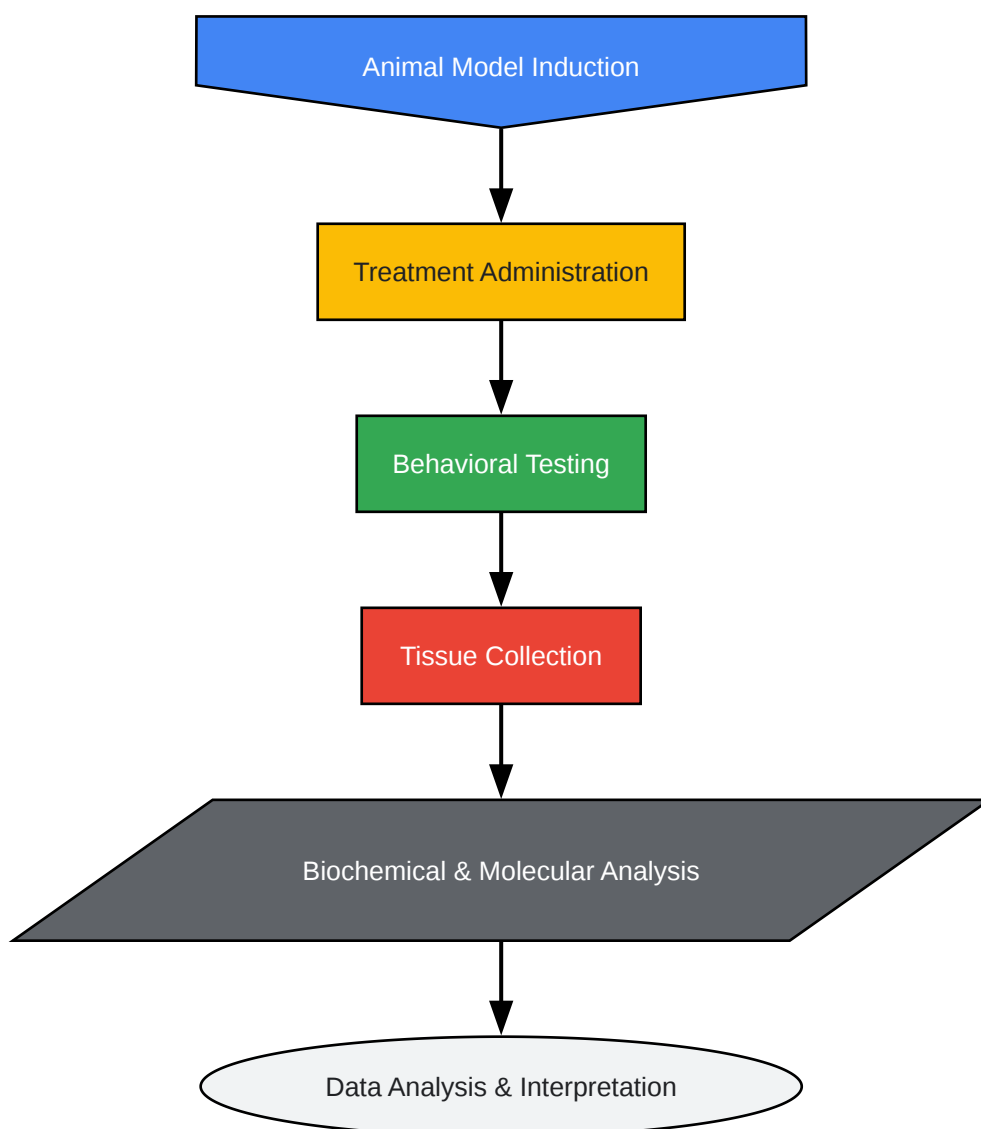 Animal Model Induction
Treatment Administration
Behavioral Testing
Tissue Collection
Biochemical & Molecular Analysis
Data Analysis & Interpretation